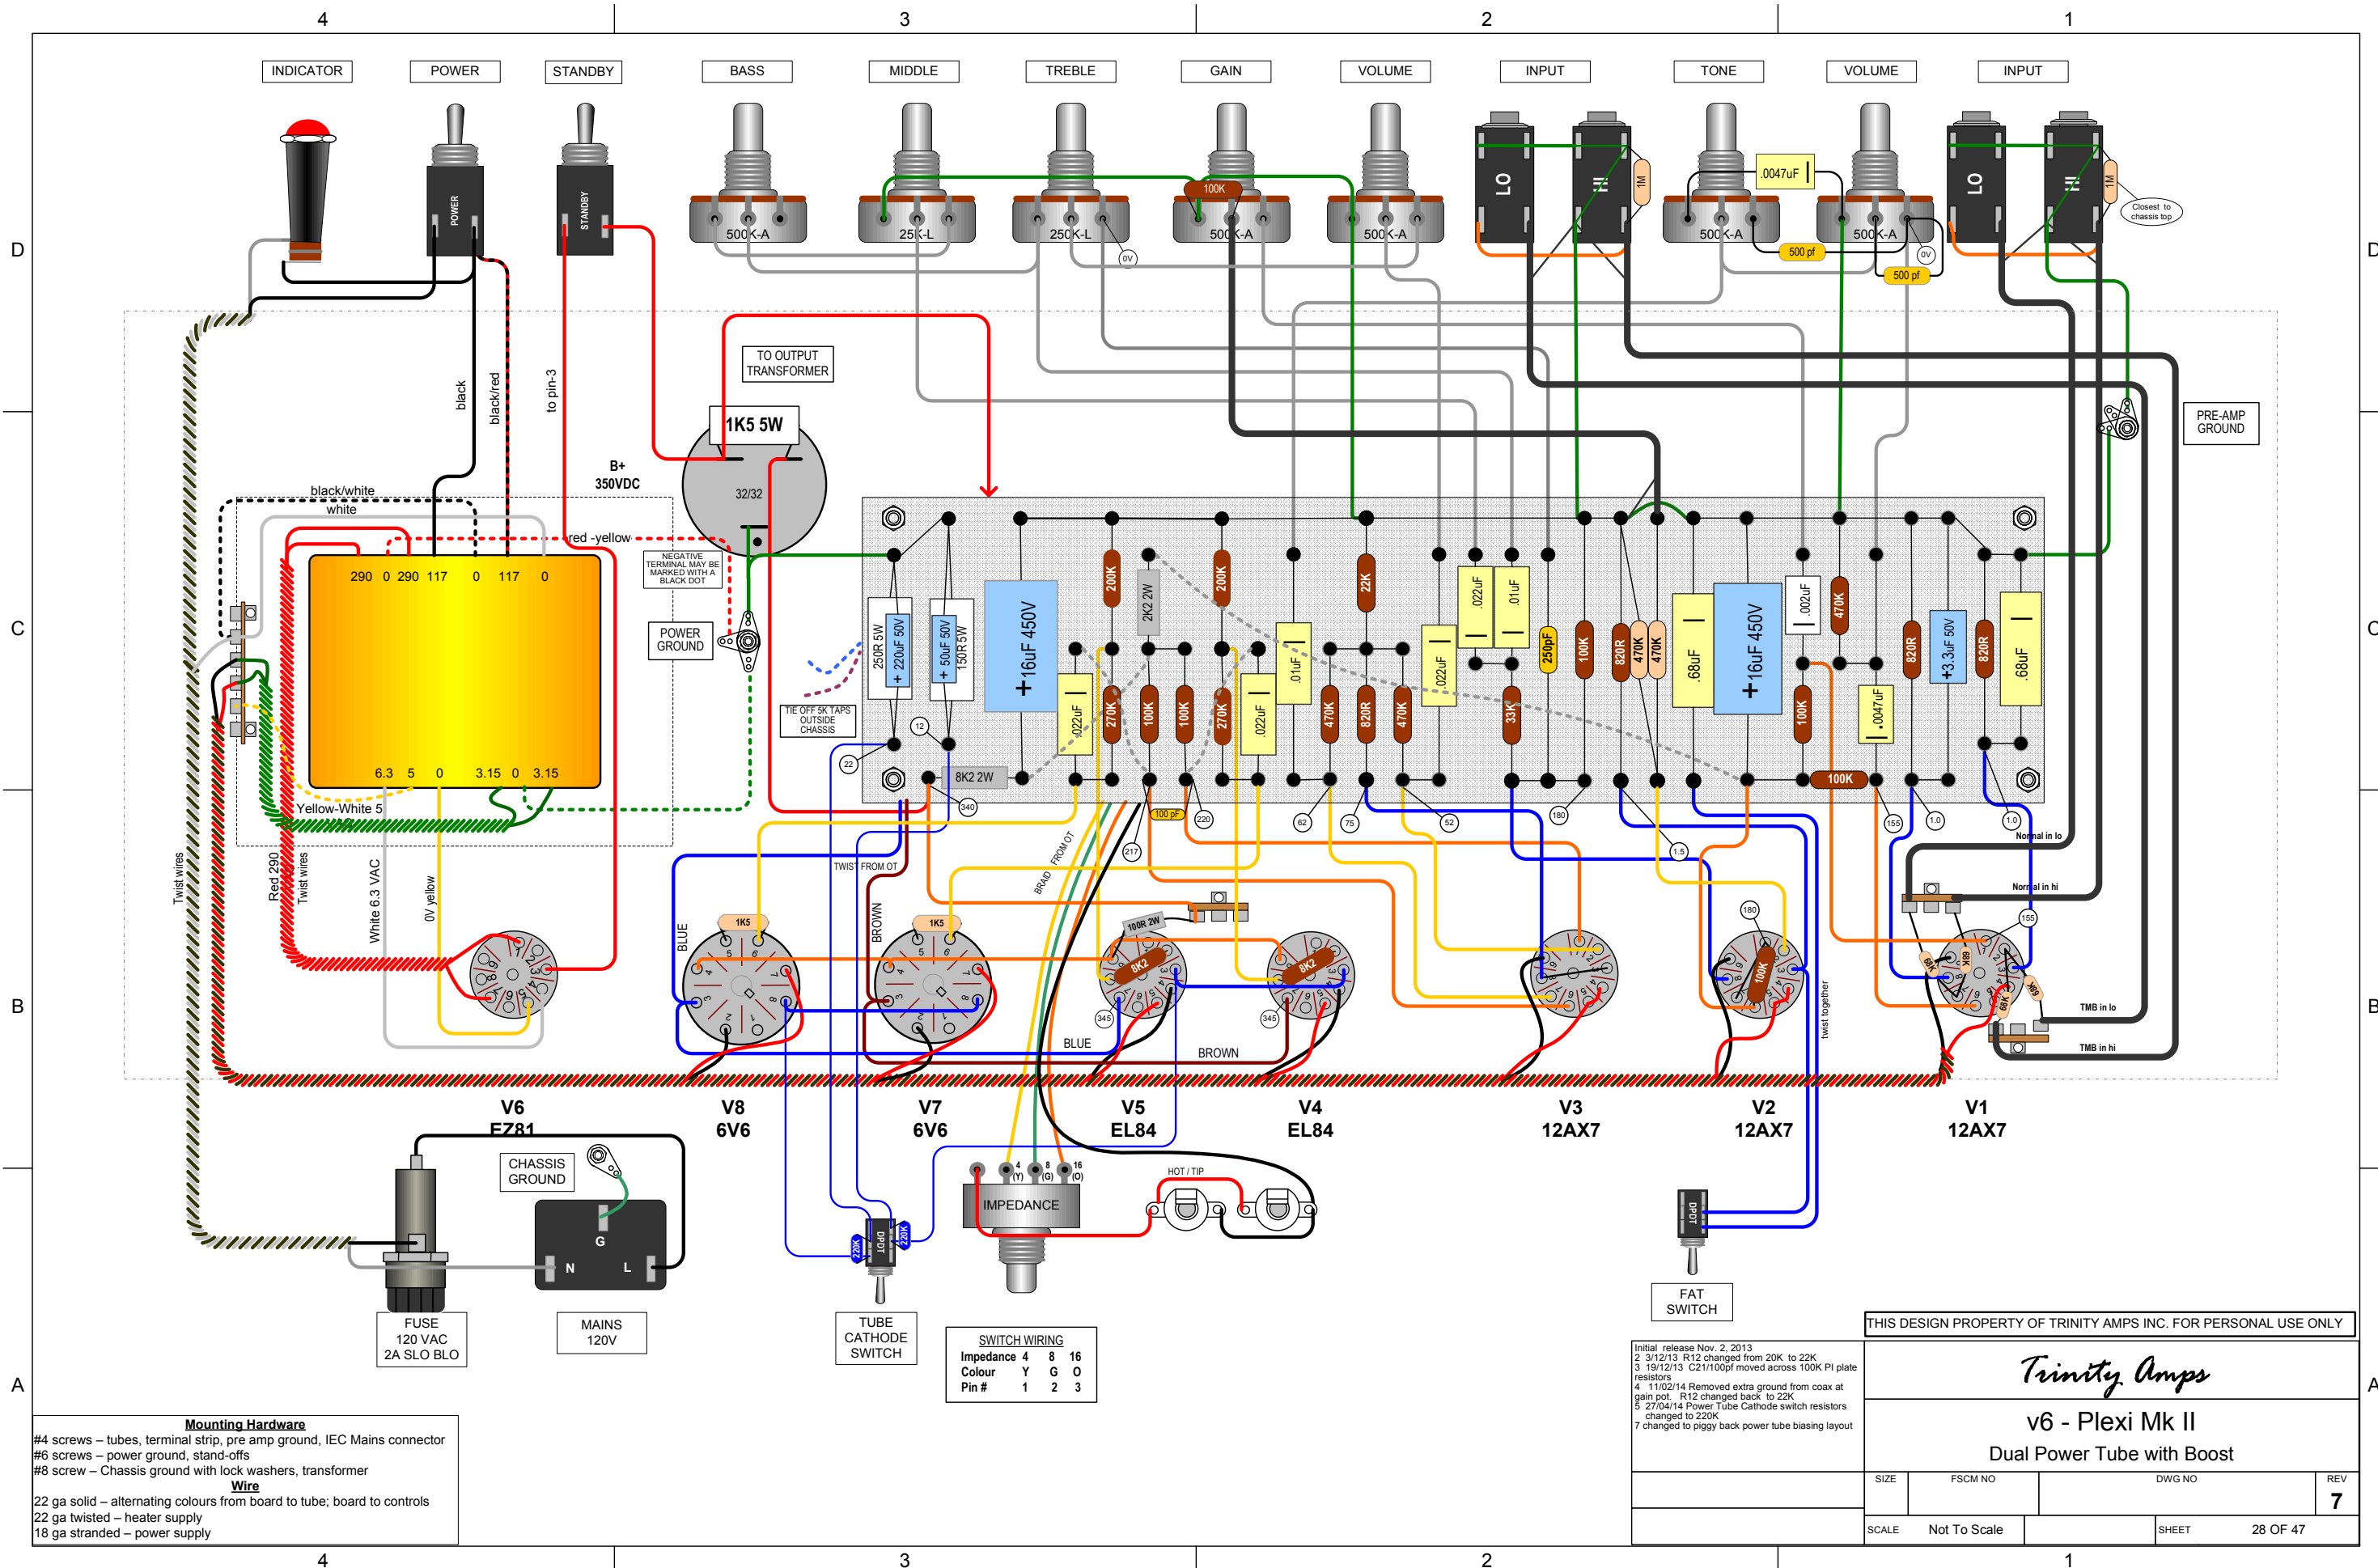 4
3
2
1
INDICATOR
POWER
STANDBY
BASS
MIDDLE
TREBLE
GAIN
VOLUME
INPUT
TONE
VOLUME
INPUT
D
D
POWER
STANDBY
500K-A
25K-L
250K-L
0V
100K
500K-A
500K-A
LO
HI
1M
500K-A
.0047uF
500 pf
500K-A
0V
500 pf
LO
HI
1M
Closest to
chassis top
black
black/red
to pin-3
TO OUTPUT
TRANSFORMER
1K5 5W
32/32
B+
350VDC
PRE-AMP
GROUND
C
C
black/white
white
red -yellow
NEGATIVE
TERMINAL MAY BE
MARKED WITH A
BLACK DOT
290 0 290 117 0 117 0
6.3 5 0 3.15 0 3.15
POWER
GROUND
TIE OFF 5K TAPS
OUTSIDE
CHASSIS
250R 5W
+ 220uF 50V
+ 50uF 50V
150R 5W
+16uF 450V
.022uF
200K
270K
2K2 2W
100K
100K
200K
270K
.022uF
.01uF
470K
22K
820R
470K
.022uF
.022uF
.01uF
33K
250pF
100K
820R
470K
470K
.68uF
+16uF 450V
.002uF
100K
470K
.0047uF
820R
+3.3uF 50V
820R
.68uF
12
22
8K2 2W
100K
340
100 pF
220
217
62
75
52
180
1.5
155
1.0
1.0
Yellow-White 5
Twist wires
Red 290
Twist wires
White 6.3 VAC
0V yellow
TWIST FROM OT
BRAID FROM OT
BLUE
BROWN
Normal in lo
Normal in hi
TMB in lo
TMB in hi
B
B
1K5
1K5
100R 2W
8K2
8K2
345
345
180
100K
155
68K
68K
68K
68K
BLUE
BROWN
twist together
V6
EZ81
V8
6V6
V7
6V6
V5
EL84
V4
EL84
V3
12AX7
V2
12AX7
V1
12AX7
CHASSIS
GROUND
G
N
L
FUSE
120 VAC
2A SLO BLO
MAINS
120V
220K
DPDT
220K
TUBE
CATHODE
SWITCH
4
(Y)
8
(G)
16
(O)
IMPEDANCE
HOT / TIP
SWITCH WIRING
Impedance 4 8 16
Colour Y G O
Pin # 1 2 3
DPDT
FAT
SWITCH
A
A
THIS DESIGN PROPERTY OF TRINITY AMPS INC. FOR PERSONAL USE ONLY
Initial release Nov. 2, 2013
2 3/12/13 R12 changed from 20K to 22K
3 19/12/13 C21/100pf moved across 100K PI plate
resistors
4 11/02/14 Removed extra ground from coax at
gain pot. R12 changed back to 22K
5 27/04/14 Power Tube Cathode switch resistors
changed to 220K
7 changed to piggy back power tube biasing layout
Trinity Amps
v6 - Plexi Mk II
Dual Power Tube with Boost
SIZE
FSCM NO
DWG NO
REV
7
SCALE Not To Scale
SHEET 28 OF 47
Mounting Hardware
#4 screws – tubes, terminal strip, pre amp ground, IEC Mains connector
#6 screws – power ground, stand-offs
#8 screw – Chassis ground with lock washers, transformer
Wire
22 ga solid – alternating colours from board to tube; board to controls
22 ga twisted – heater supply
18 ga stranded – power supply
4
3
2
1